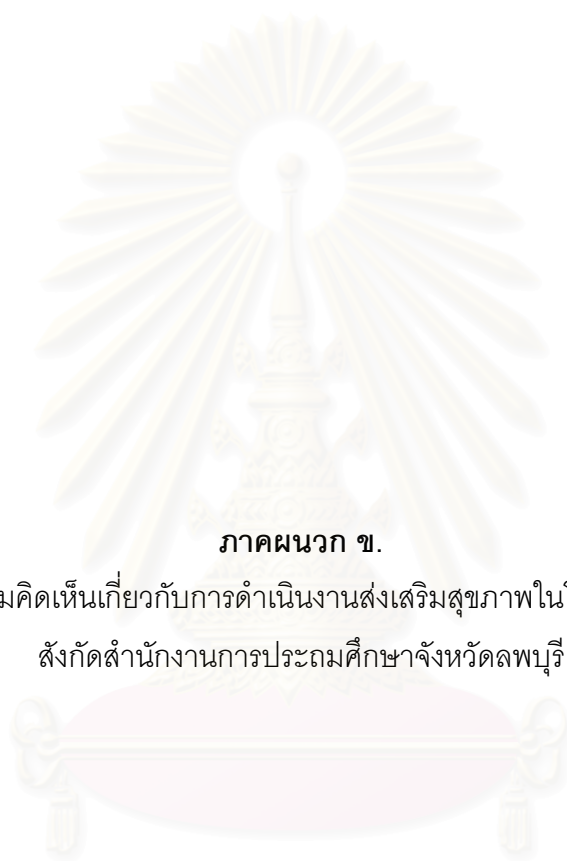 ภาคผนวก ข.
มคิดเห็นเกี่ยวกับการดำเนินงานส่งเสริมสุขภาพใน
สังกัดสำนักงานการประถมศึกษาจังหวัดลพบุรี